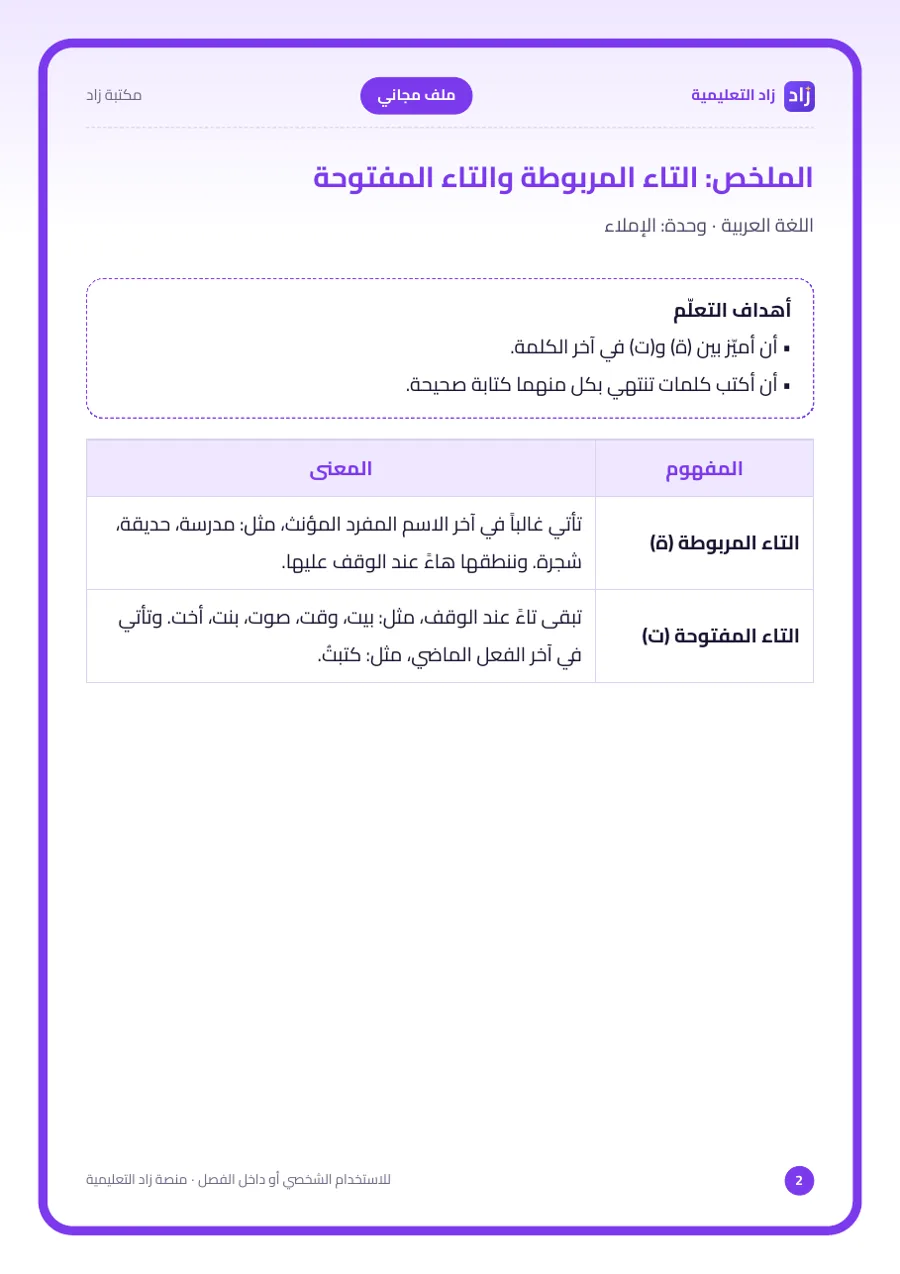 زاد زاد التعليمية
ملف مجاني
مكتبة زاد
الملخص: التاء المربوطة والتاء المفتوحة
اللغة العربية · وحدة: الإملاء
أهداف التعلّم
▪ أن أميّز بين (ة) و(ت) في آخر الكلمة.
▪ أن أكتب كلمات تنتهي بكل منهما كتابة صحيحة.
المفهوم المعنى
التاء المربوطة (ة)
تأتي غالباً في آخر الاسم المفرد المؤنث، مثل: مدرسة، حديقة،
شجرة. وننطقها هاءً عند الوقف عليها.
التاء المفتوحة (ت)
تبقى تاءً عند الوقف، مثل: بيت، وقت، صوت، بنت، أخت. وتأتي
في آخر الفعل الماضي، مثل: كتبتُ.
2
للاستخدام الشخصي أو داخل الفصل · منصة زاد التعليمية